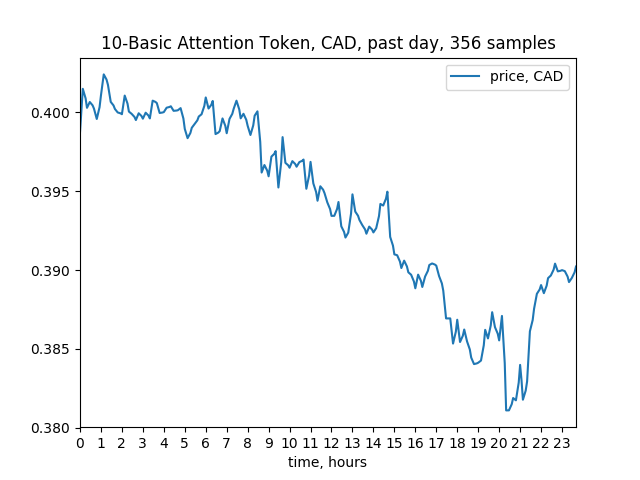 10-Basic Attention Token, CAD, past day, 356 samples
price, CAD
0.400
0.395
0.390
0.385
0.380
0 1 2 3 4 5 6 7 8 9 10 11 12 13 14 15 16 17 18 19 20 21 22 23
time, hours